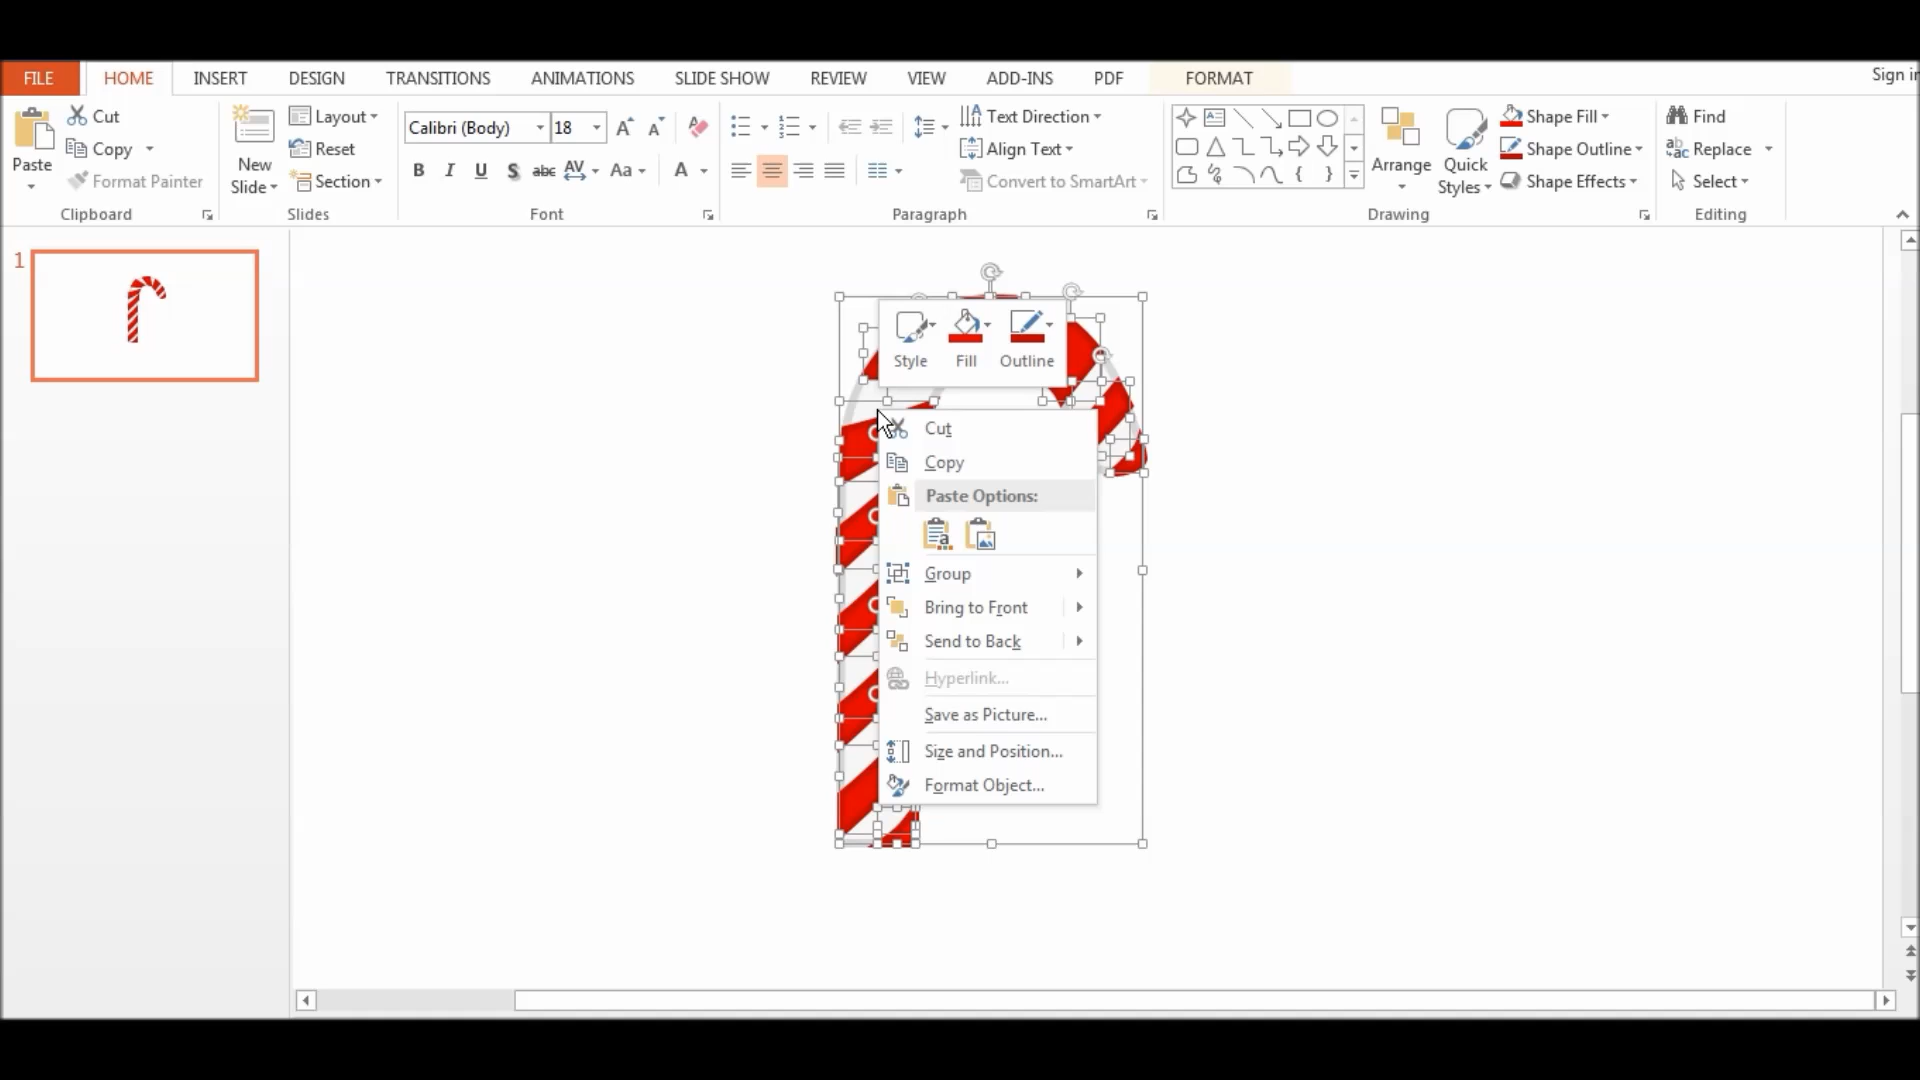 FILE HOME INSERT DESIGN TRANSITIONS ANIMATIONS SLIDE SHOW REVIEW VIEW ADD-INS PDF FORMAT Sign in
Paste
Cut
Copy
Format Painter
Clipboard
New
Slide
Layout
Reset
Section
Slides
Calibri (Body) 18
B I U S abc AV Aa A
Font
Text Direction
Align Text
Convert to SmartArt
Paragraph
Arrange
Quick
Styles
Shape Fill
Shape Outline
Shape Effects
Drawing
Find
Replace
Select
Editing
1
Style Fill Outline
Cut
Copy
Paste Options:
Group
Bring to Front
Send to Back
Hyperlink...
Save as Picture...
Size and Position...
Format Object...